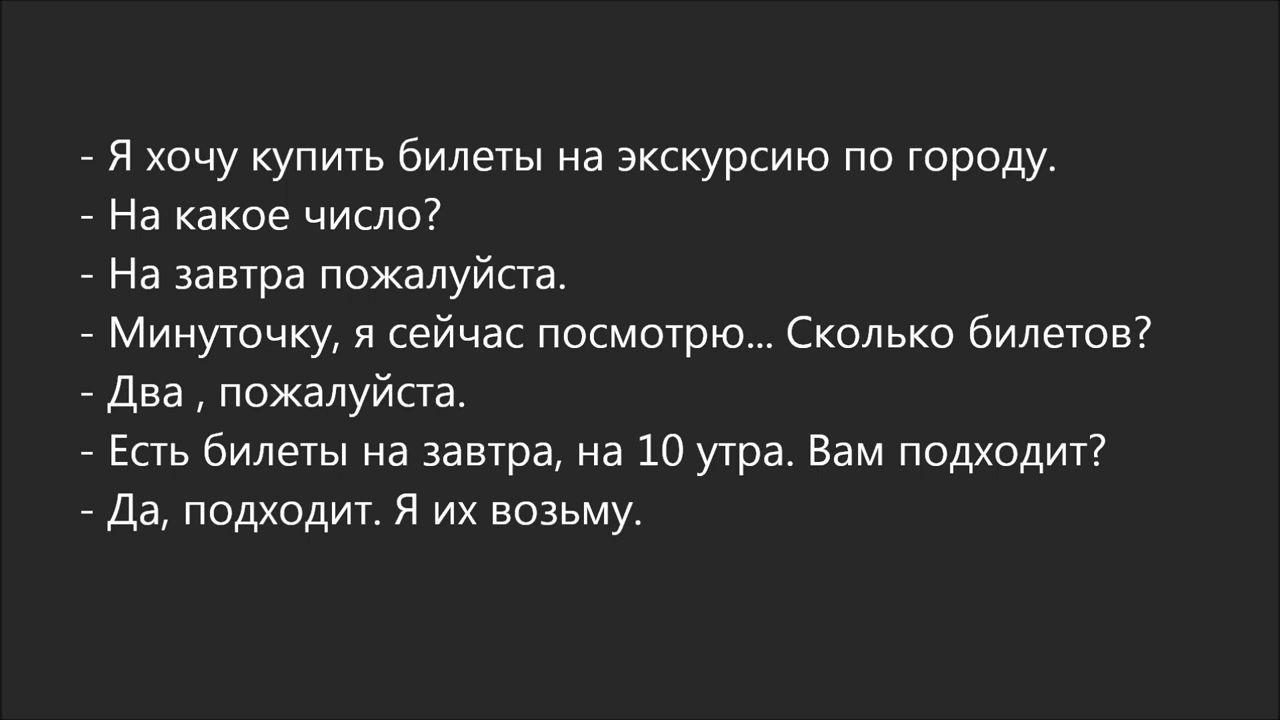 - Я хочу купить билеты на экскурсию по городу.
- На какое число?
- На завтра пожалуйста.
- Минуточку, я сейчас посмотрю... Сколько билетов?
- Два , пожалуйста.
- Есть билеты на завтра, на 10 утра. Вам подходит?
- Да, подходит. Я их возьму.